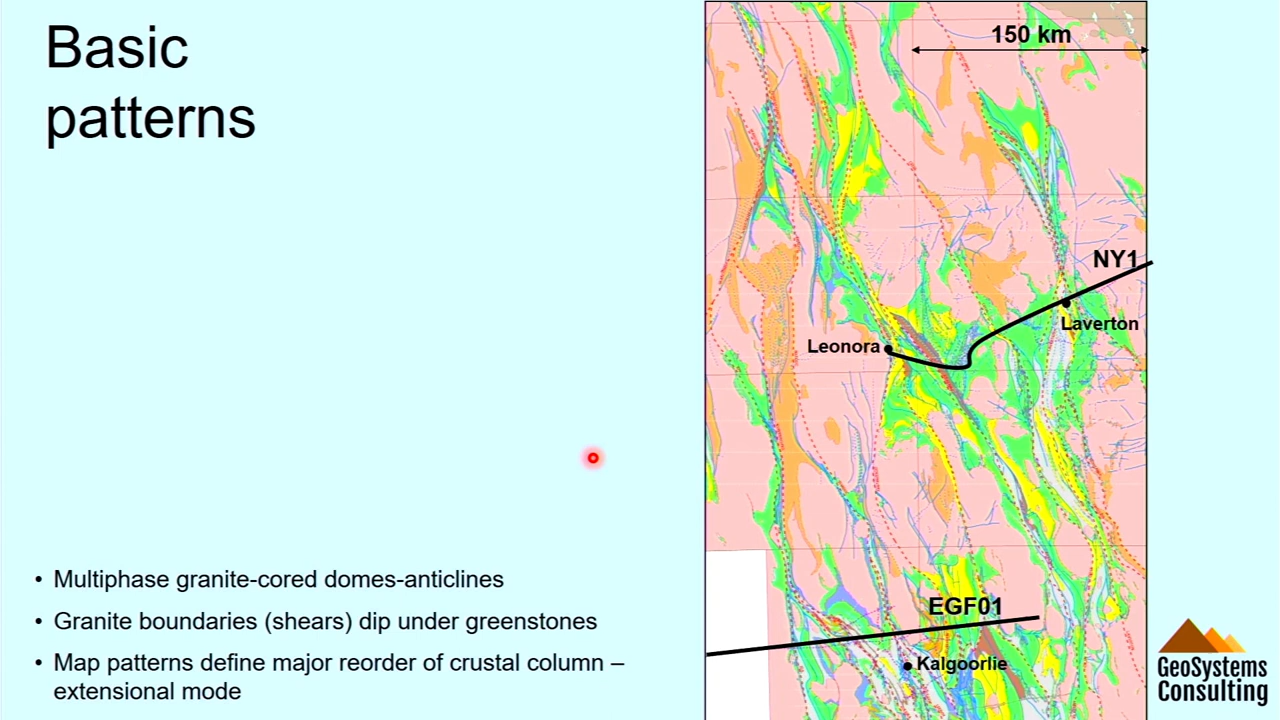 Basic
patterns
150 km
NY1
Laverton
Leonora
EGF01
Kalgoorlie
• Multiphase granite-cored domes-anticlines
• Granite boundaries (shears) dip under greenstones
• Map patterns define major reorder of crustal column –
extensional mode
GeoSystems
Consulting